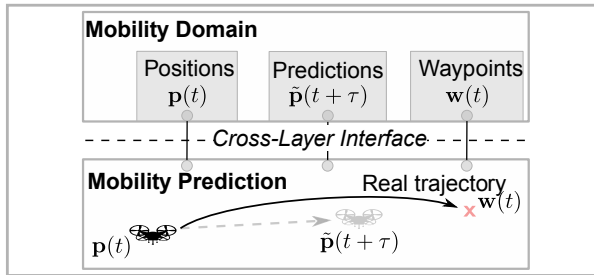 Mobility Domain
Positions Predictions Waypoints
p(t) p̃(t + τ) w(t)
Cross-Layer Interface
Mobility Prediction
Real trajectory
x w(t)
p(t)
p̃(t + τ)